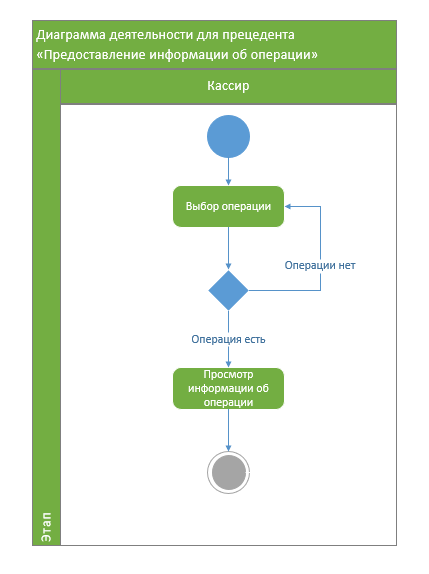 Диаграмма деятельности для прецедента
«Предоставление информации об операции»
Кассир
Выбор операции
Операции нет
Операция есть
Просмотр
информации об
операции
Этап